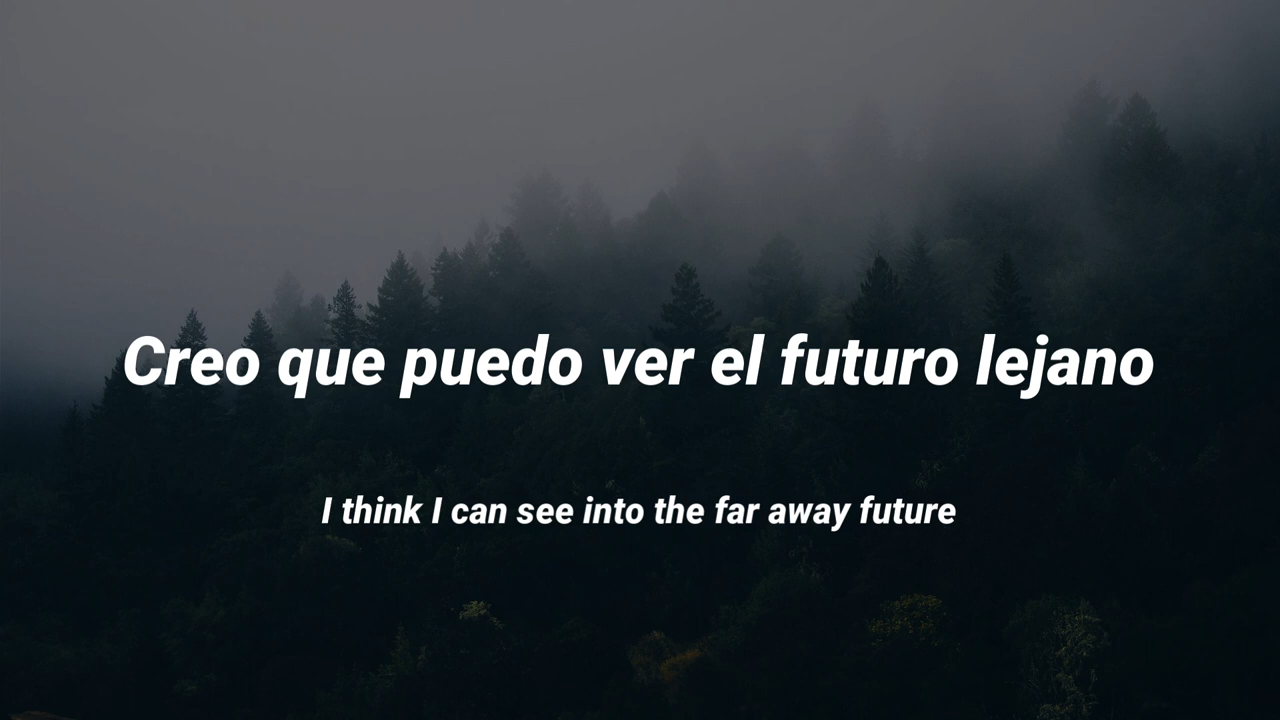 Creo que puedo ver el futuro lejano
I think I can see into the far away future